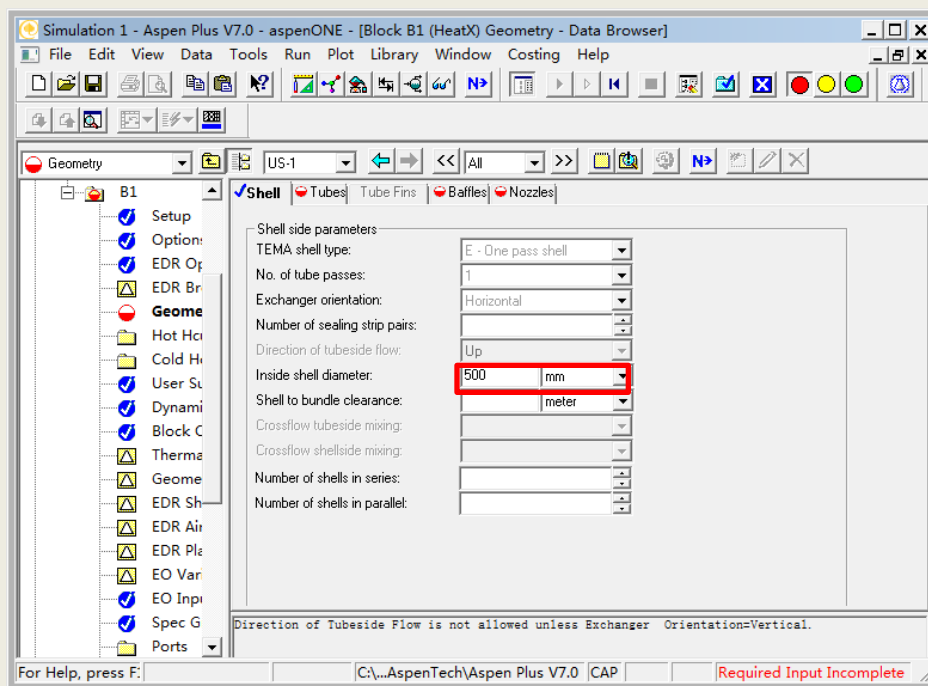 Simulation 1 - Aspen Plus V7.0 - aspenONE - [Block B1 (HeatX) Geometry - Data Browser]
File Edit View Data Tools Run Plot Library Window Costing Help
N>
Geometry US-1 << All >> N>
B1
Setup
Option:
EDR Op
EDR Br
Geome
Hot Hc
Cold H
User Su
Dynami
Block C
Therma
Geome
EDR Sh
EDR Air
EDR Pla
EO Var
EO Inp
Spec G
Ports
Shell Tubes Tube Fins Baffles Nozzles
Shell side parameters
TEMA shell type: E - One pass shell
No. of tube passes: 1
Exchanger orientation: Horizontal
Number of sealing strip pairs:
Direction of tubeside flow: Up
Inside shell diameter: 500 mm
Shell to bundle clearance: meter
Crossflow tubeside mixing:
Crossflow shellside mixing:
Number of shells in series:
Number of shells in parallel:
Direction of Tubeside Flow is not allowed unless Exchanger Orientation=Vertical.
For Help, press F: C:\...AspenTech\Aspen Plus V7.0 CAP Required Input Incomplete